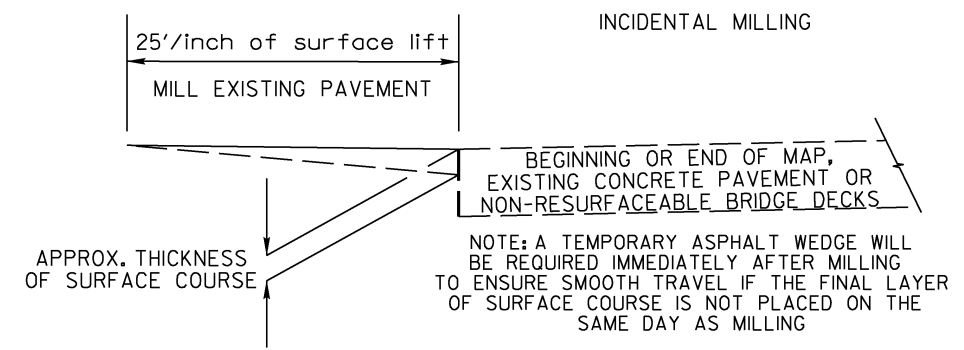 INCIDENTAL MILLING
25'/inch of surface lift
MILL EXISTING PAVEMENT
BEGINNING OR END OF MAP,
EXISTING CONCRETE PAVEMENT OR
NON-RESURFACEABLE BRIDGE DECKS
APPROX. THICKNESS
OF SURFACE COURSE
NOTE: A TEMPORARY ASPHALT WEDGE WILL
BE REQUIRED IMMEDIATELY AFTER MILLING
TO ENSURE SMOOTH TRAVEL IF THE FINAL LAYER
OF SURFACE COURSE IS NOT PLACED ON THE
SAME DAY AS MILLING